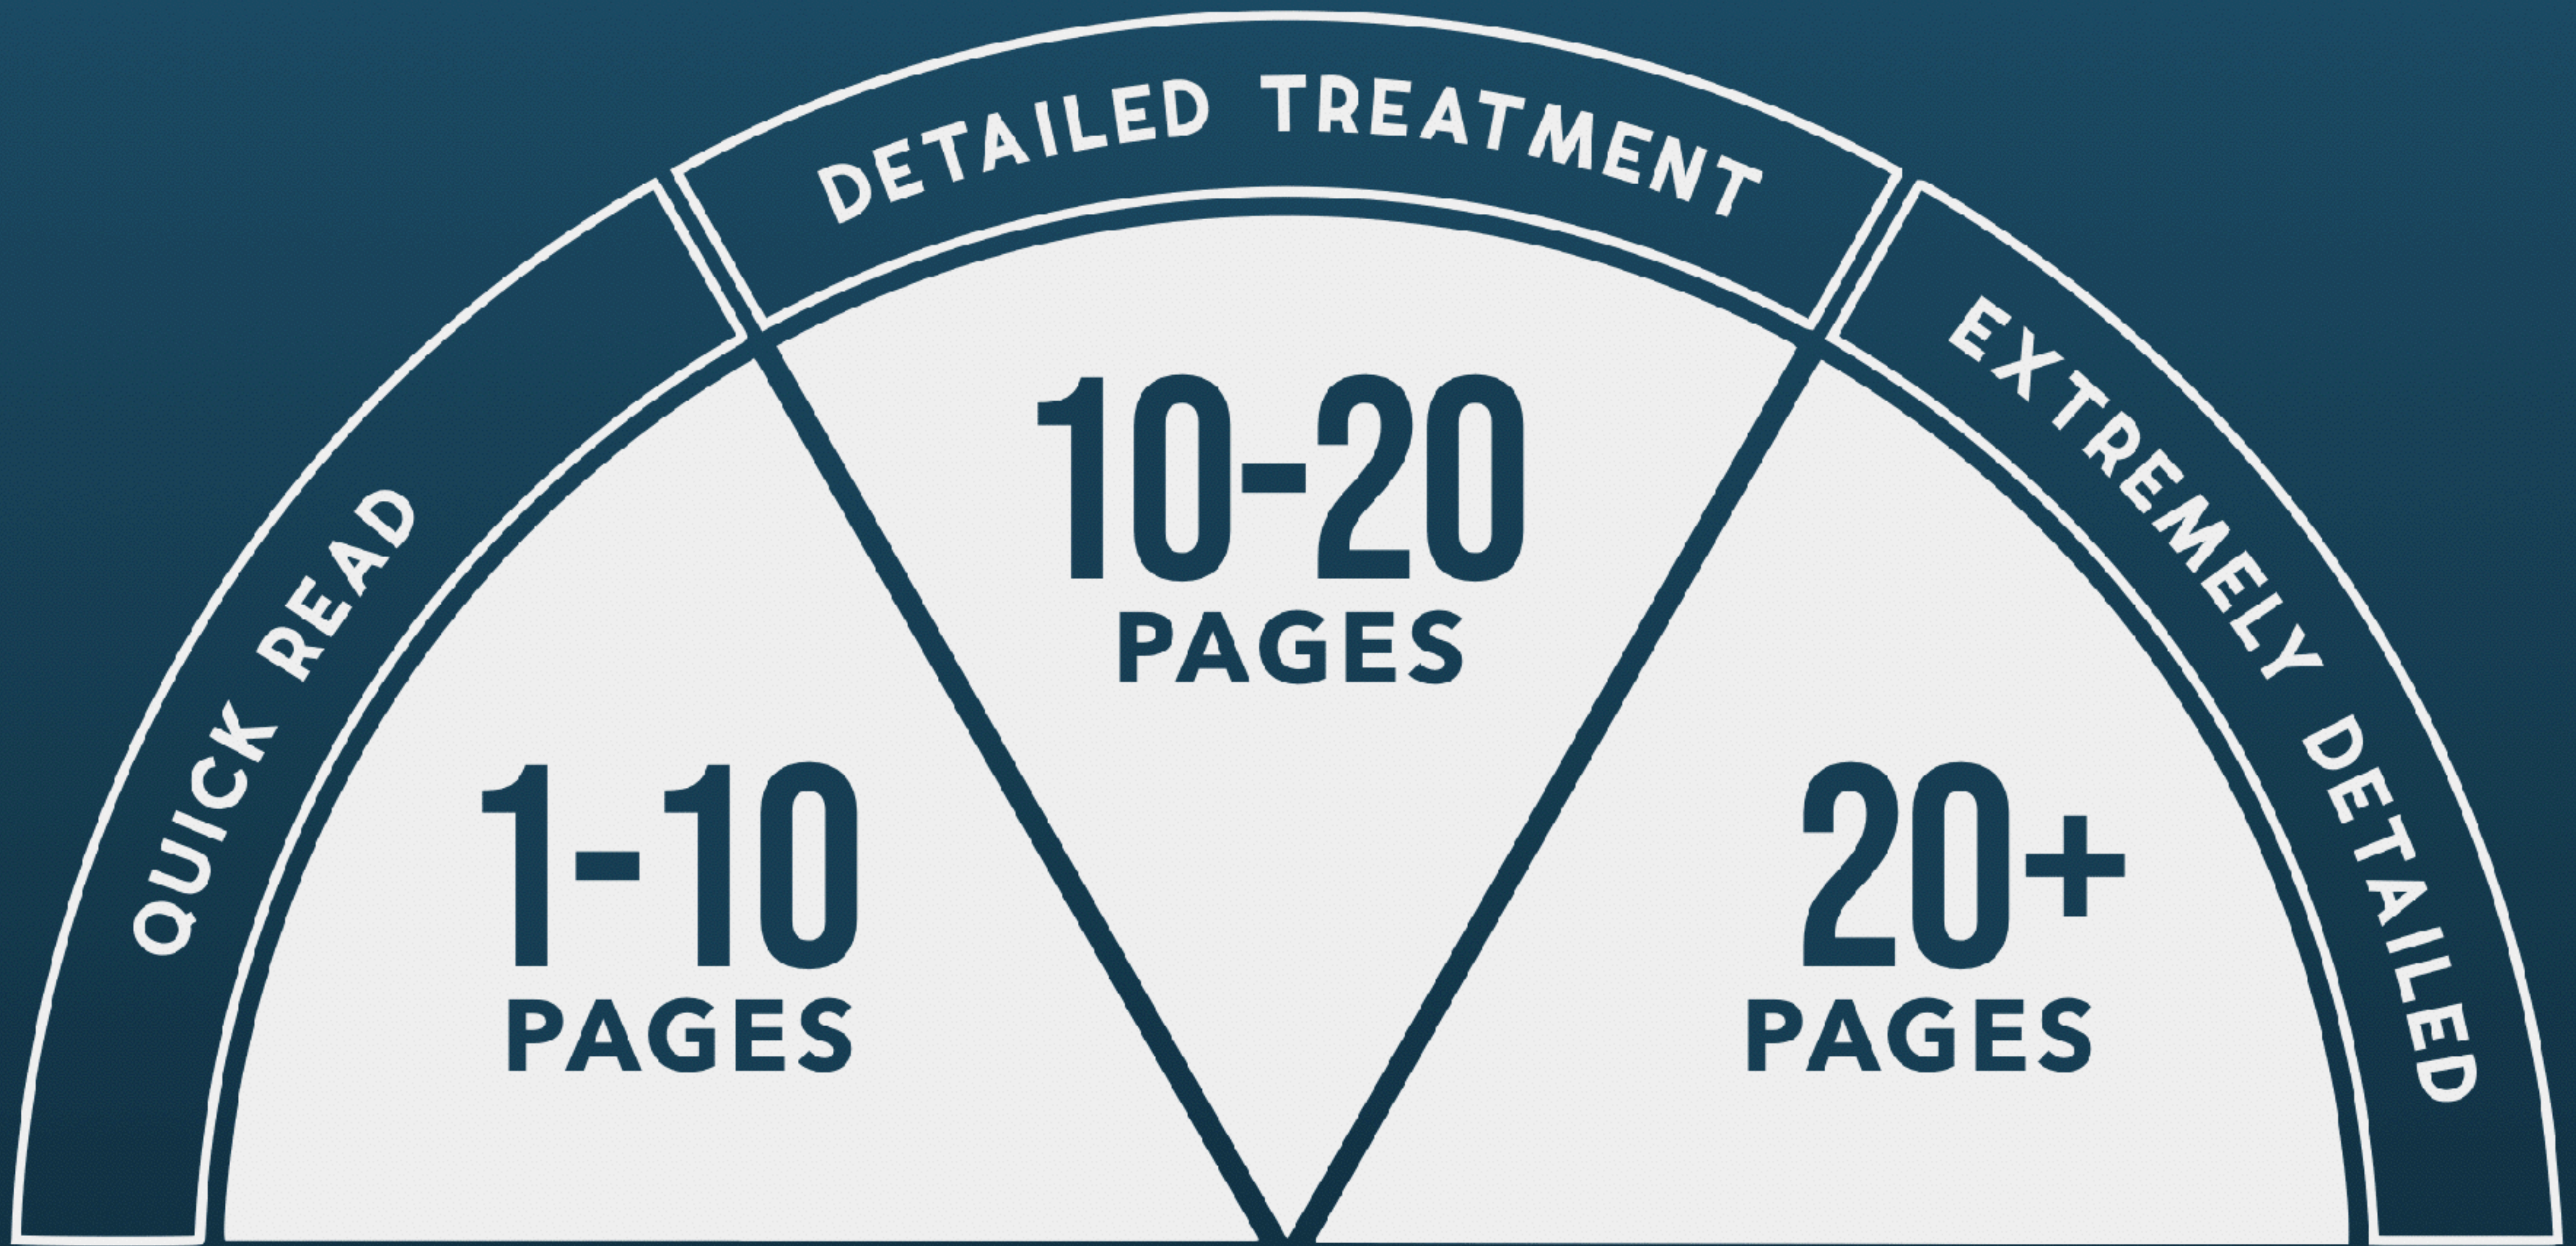 QUICK READ
1-10
PAGES
DETAILED TREATMENT
10-20
PAGES
EXTREMELY DETAILED
20+
PAGES